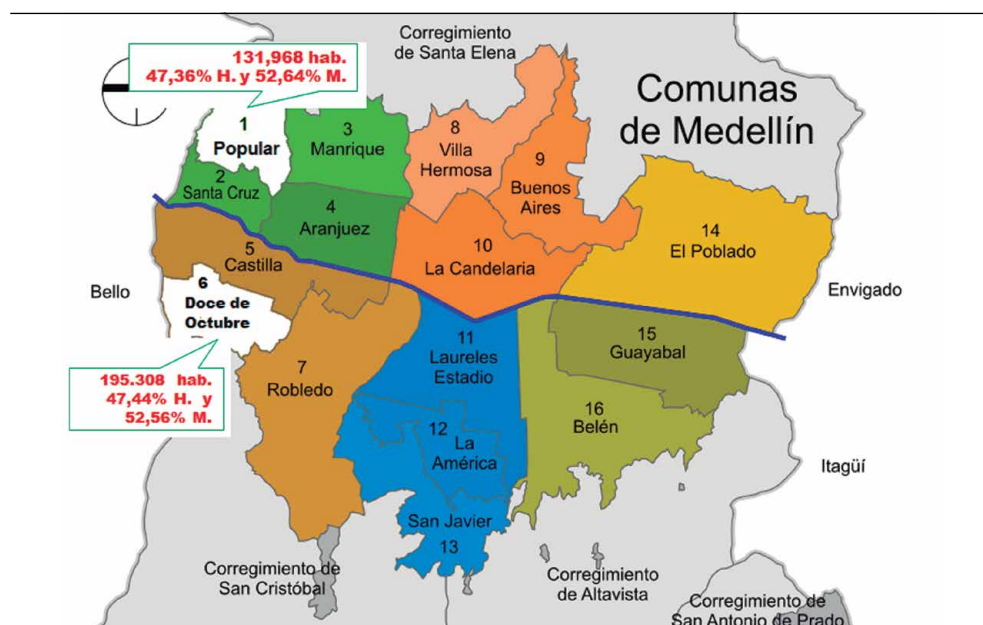 Corregimiento
de Santa Elena
131,968 hab.
47,36% H. y 52,64% M.
Comunas
de Medellín
1
Popular
3
Manrique
8
Villa
Hermosa
9
Buenos
Aires
2
Santa Cruz
4
Aranjuez
10
La Candelaria
14
El Poblado
5
Castilla
Bello
6
Doce de
Octubre
Envigado
11
Laureles
Estadio
15
Guayabal
7
Robledo
195.308 hab.
47,44% H. y
52,56% M.
16
Belén
12
La
América
Itagüí
San Javier
13
Corregimiento de
San Cristóbal
Corregimiento
de Altavista
Corregimiento de
San Antonio de Prado